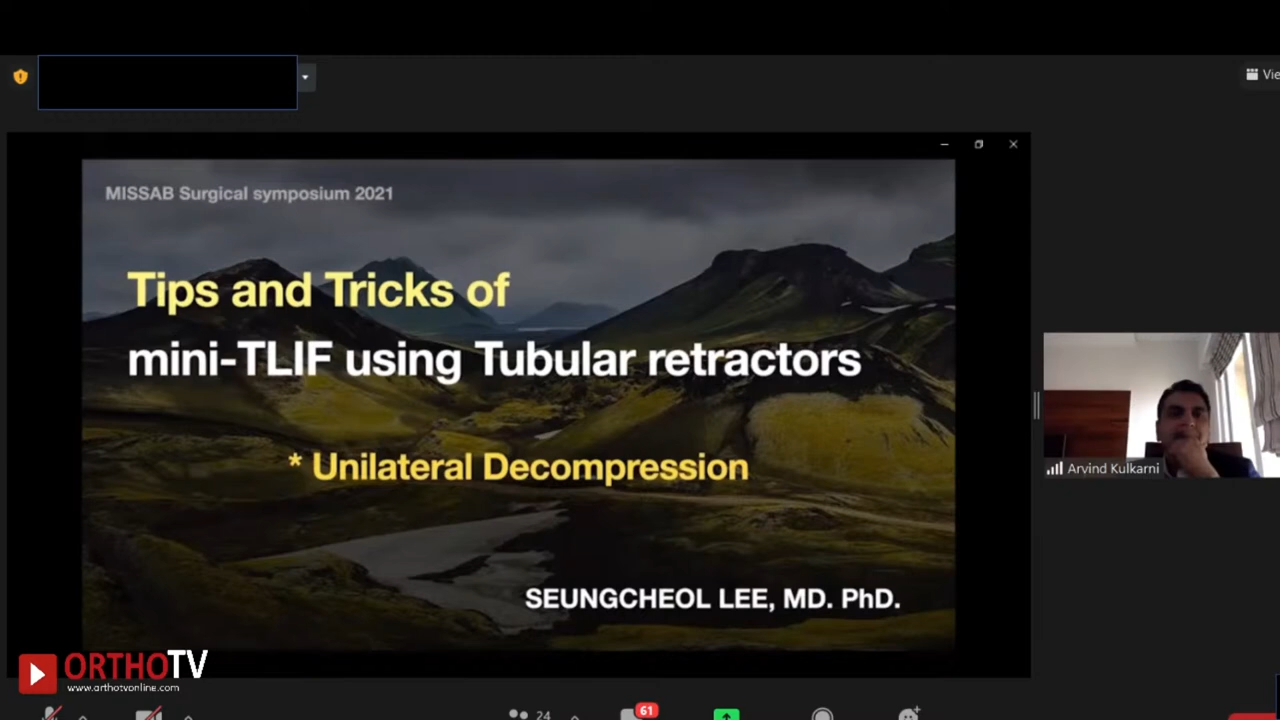 Vie
MISSAB Surgical symposium 2021
Tips and Tricks of
mini-TLIF using Tubular retractors
* Unilateral Decompression
SEUNGCHEOL LEE, MD. PhD.
Arvind Kulkarni
ORTHOTV
www.orthotvonline.com
24
61